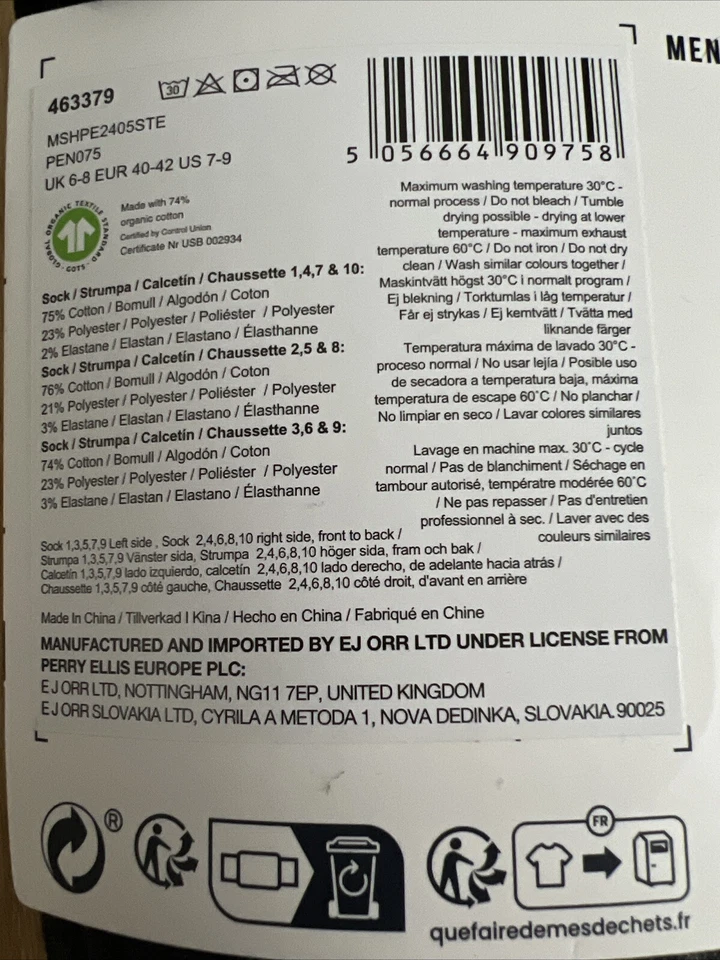 MEN
463379
30
MSHPE2405STE
PEN075
UK 6-8 EUR 40-42 US 7-9
5 056664 909758
GLOBAL ORGANIC TEXTILE STANDARD · GOTS ·
Made with 74%
organic cotton
Certified by Control Union
Certificate Nr USB 002934
Sock / Strumpa / Calcetín / Chaussette 1,4,7 & 10:
75% Cotton / Bomull / Algodón / Coton
23% Polyester / Polyester / Poliéster / Polyester
2% Elastane / Elastan / Elastano / Élasthanne
Sock / Strumpa / Calcetín / Chaussette 2,5 & 8:
76% Cotton / Bomull / Algodón / Coton
21% Polyester / Polyester / Poliéster / Polyester
3% Elastane / Elastan / Elastano / Élasthanne
Sock / Strumpa / Calcetín / Chaussette 3,6 & 9:
74% Cotton / Bomull / Algodón / Coton
23% Polyester / Polyester / Poliéster / Polyester
3% Elastane / Elastan / Elastano / Élasthanne
Maximum washing temperature 30°C -
normal process / Do not bleach / Tumble
drying possible - drying at lower
temperature - maximum exhaust
temperature 60°C / Do not iron / Do not dry
clean / Wash similar colours together /
Maskintvätt högst 30°C i normalt program /
Ej blekning / Torktumlas i låg temperatur /
Får ej strykas / Ej kemtvätt / Tvätta med
liknande färger
Temperatura máxima de lavado 30°C -
proceso normal / No usar lejía / Posible uso
de secadora a temperatura baja, máxima
temperatura de escape 60°C / No planchar /
No limpiar en seco / Lavar colores similares
juntos
Lavage en machine max. 30°C - cycle
normal / Pas de blanchiment / Séchage en
tambour autorisé, températre modérée 60°C
/ Ne pas repasser / Pas d'entretien
professionnel à sec. / Laver avec des
couleurs similaires
Sock 1,3,5,7,9 Left side , Sock 2,4,6,8,10 right side, front to back /
Strumpa 1,3,5,7,9 Vänster sida, Strumpa 2,4,6,8,10 höger sida, fram och bak /
Calcetín 1,3,5,7,9 lado izquierdo, calcetín 2,4,6,8,10 lado derecho, de adelante hacia atrás /
Chaussette 1,3,5,7,9 côté gauche, Chaussette 2,4,6,8,10 côté droit, d'avant en arrière
Made In China / Tillverkad I Kina / Hecho en China / Fabriqué en Chine
MANUFACTURED AND IMPORTED BY EJ ORR LTD UNDER LICENSE FROM
PERRY ELLIS EUROPE PLC:
E J ORR LTD, NOTTINGHAM, NG11 7EP, UNITED KINGDOM
E J ORR SLOVAKIA LTD, CYRILA A METODA 1, NOVA DEDINKA, SLOVAKIA. 90025
®
FR
quefairedemesdechets.fr